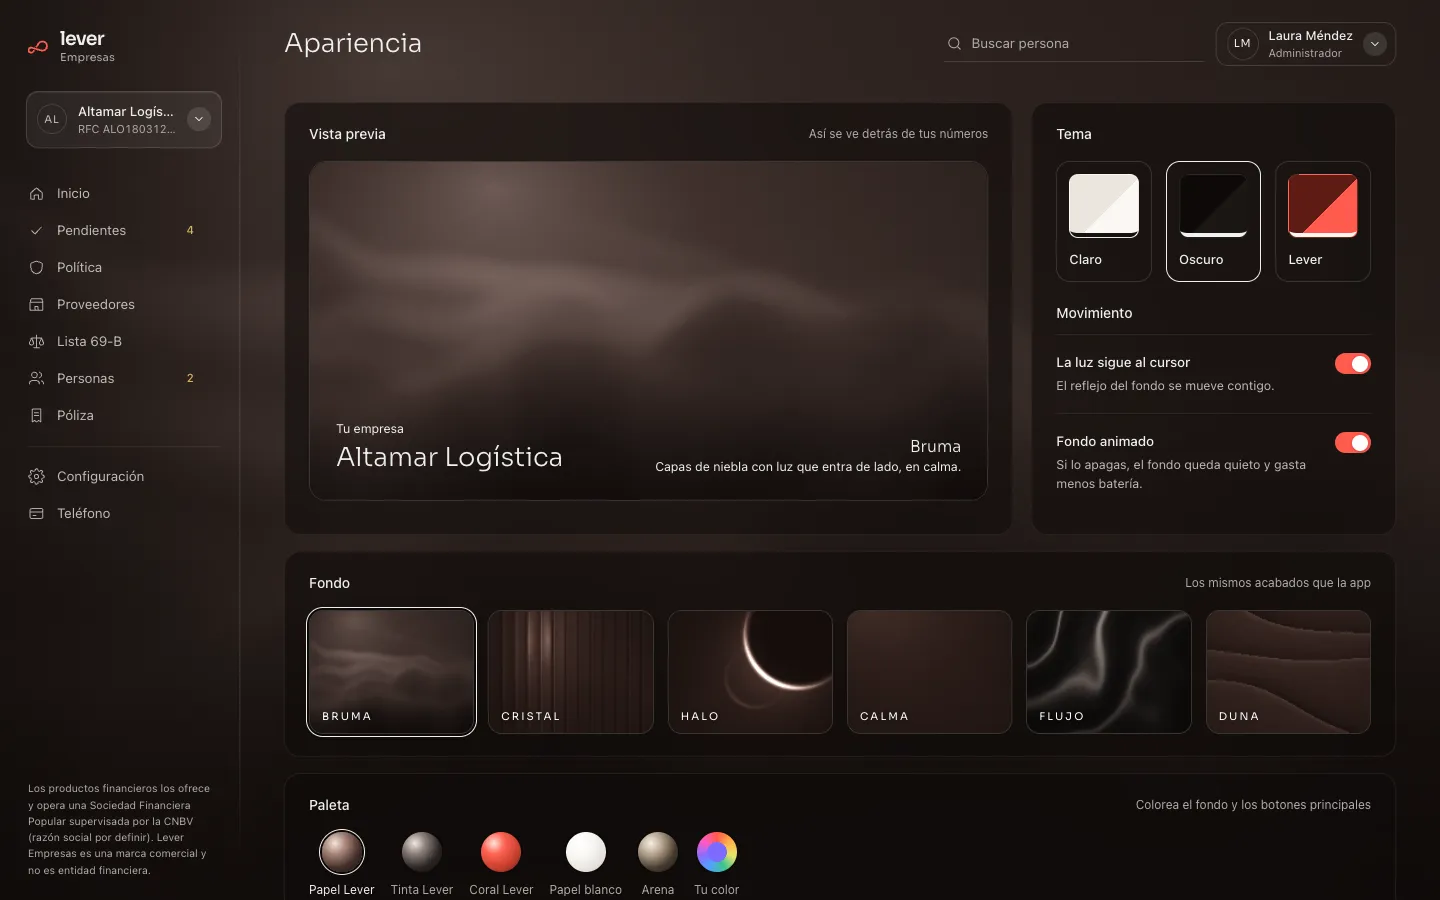 lever
Empresas
Apariencia
Buscar persona
LM
Laura Méndez
Administrador
AL
Altamar Logís...
RFC ALO180312...
Inicio
Pendientes 4
Política
Proveedores
Lista 69-B
Personas 2
Póliza
Configuración
Teléfono
Los productos financieros los ofrece
y opera una Sociedad Financiera
Popular supervisada por la CNBV
(razón social por definir). Lever
Empresas es una marca comercial y
no es entidad financiera.
Vista previa
Así se ve detrás de tus números
Tu empresa
Altamar Logística
Bruma
Capas de niebla con luz que entra de lado, en calma.
Tema
Claro
Oscuro
Lever
Movimiento
La luz sigue al cursor
El reflejo del fondo se mueve contigo.
Fondo animado
Si lo apagas, el fondo queda quieto y gasta
menos batería.
Fondo
Los mismos acabados que la app
BRUMA
CRISTAL
HALO
CALMA
FLUJO
DUNA
Paleta
Colorea el fondo y los botones principales
Papel Lever
Tinta Lever
Coral Lever
Papel blanco
Arena
Tu color